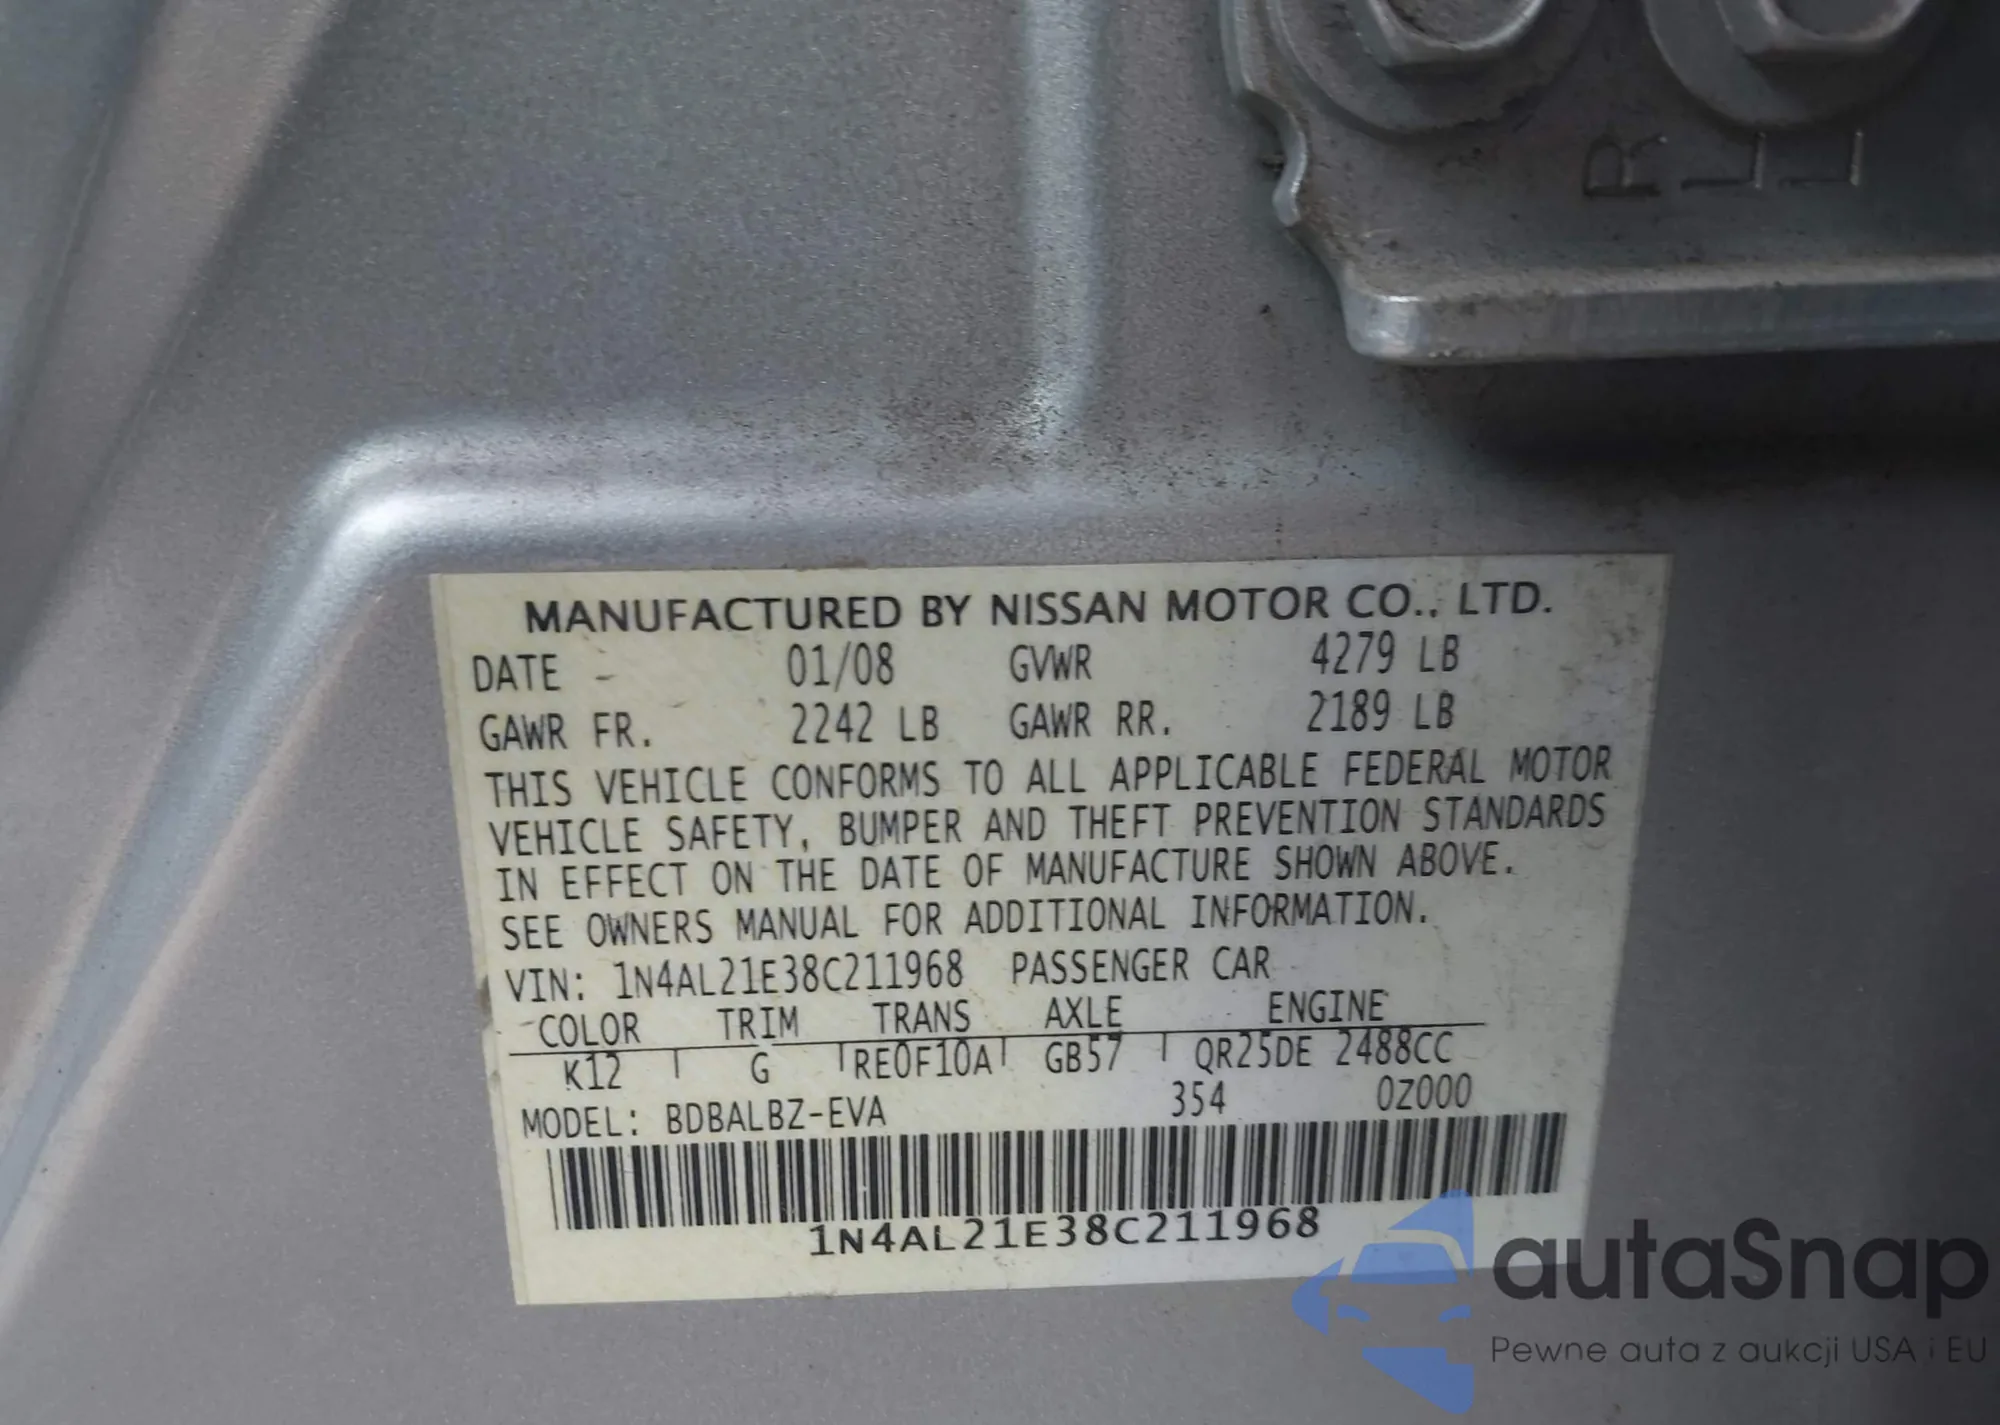 R L L
MANUFACTURED BY NISSAN MOTOR CO., LTD.
DATE - 01/08 GVWR 4279 LB
GAWR FR. 2242 LB GAWR RR. 2189 LB
THIS VEHICLE CONFORMS TO ALL APPLICABLE FEDERAL MOTOR
VEHICLE SAFETY, BUMPER AND THEFT PREVENTION STANDARDS
IN EFFECT ON THE DATE OF MANUFACTURE SHOWN ABOVE.
SEE OWNERS MANUAL FOR ADDITIONAL INFORMATION.
VIN: 1N4AL21E38C211968 PASSENGER CAR
COLOR TRIM TRANS AXLE ENGINE
K12 G RE0F10A GB57 QR25DE 2488CC
MODEL: BDBALBZ-EVA 354 0Z000
1N4AL21E38C211968
autaSnap
Pewne auta z aukcji USA i EU